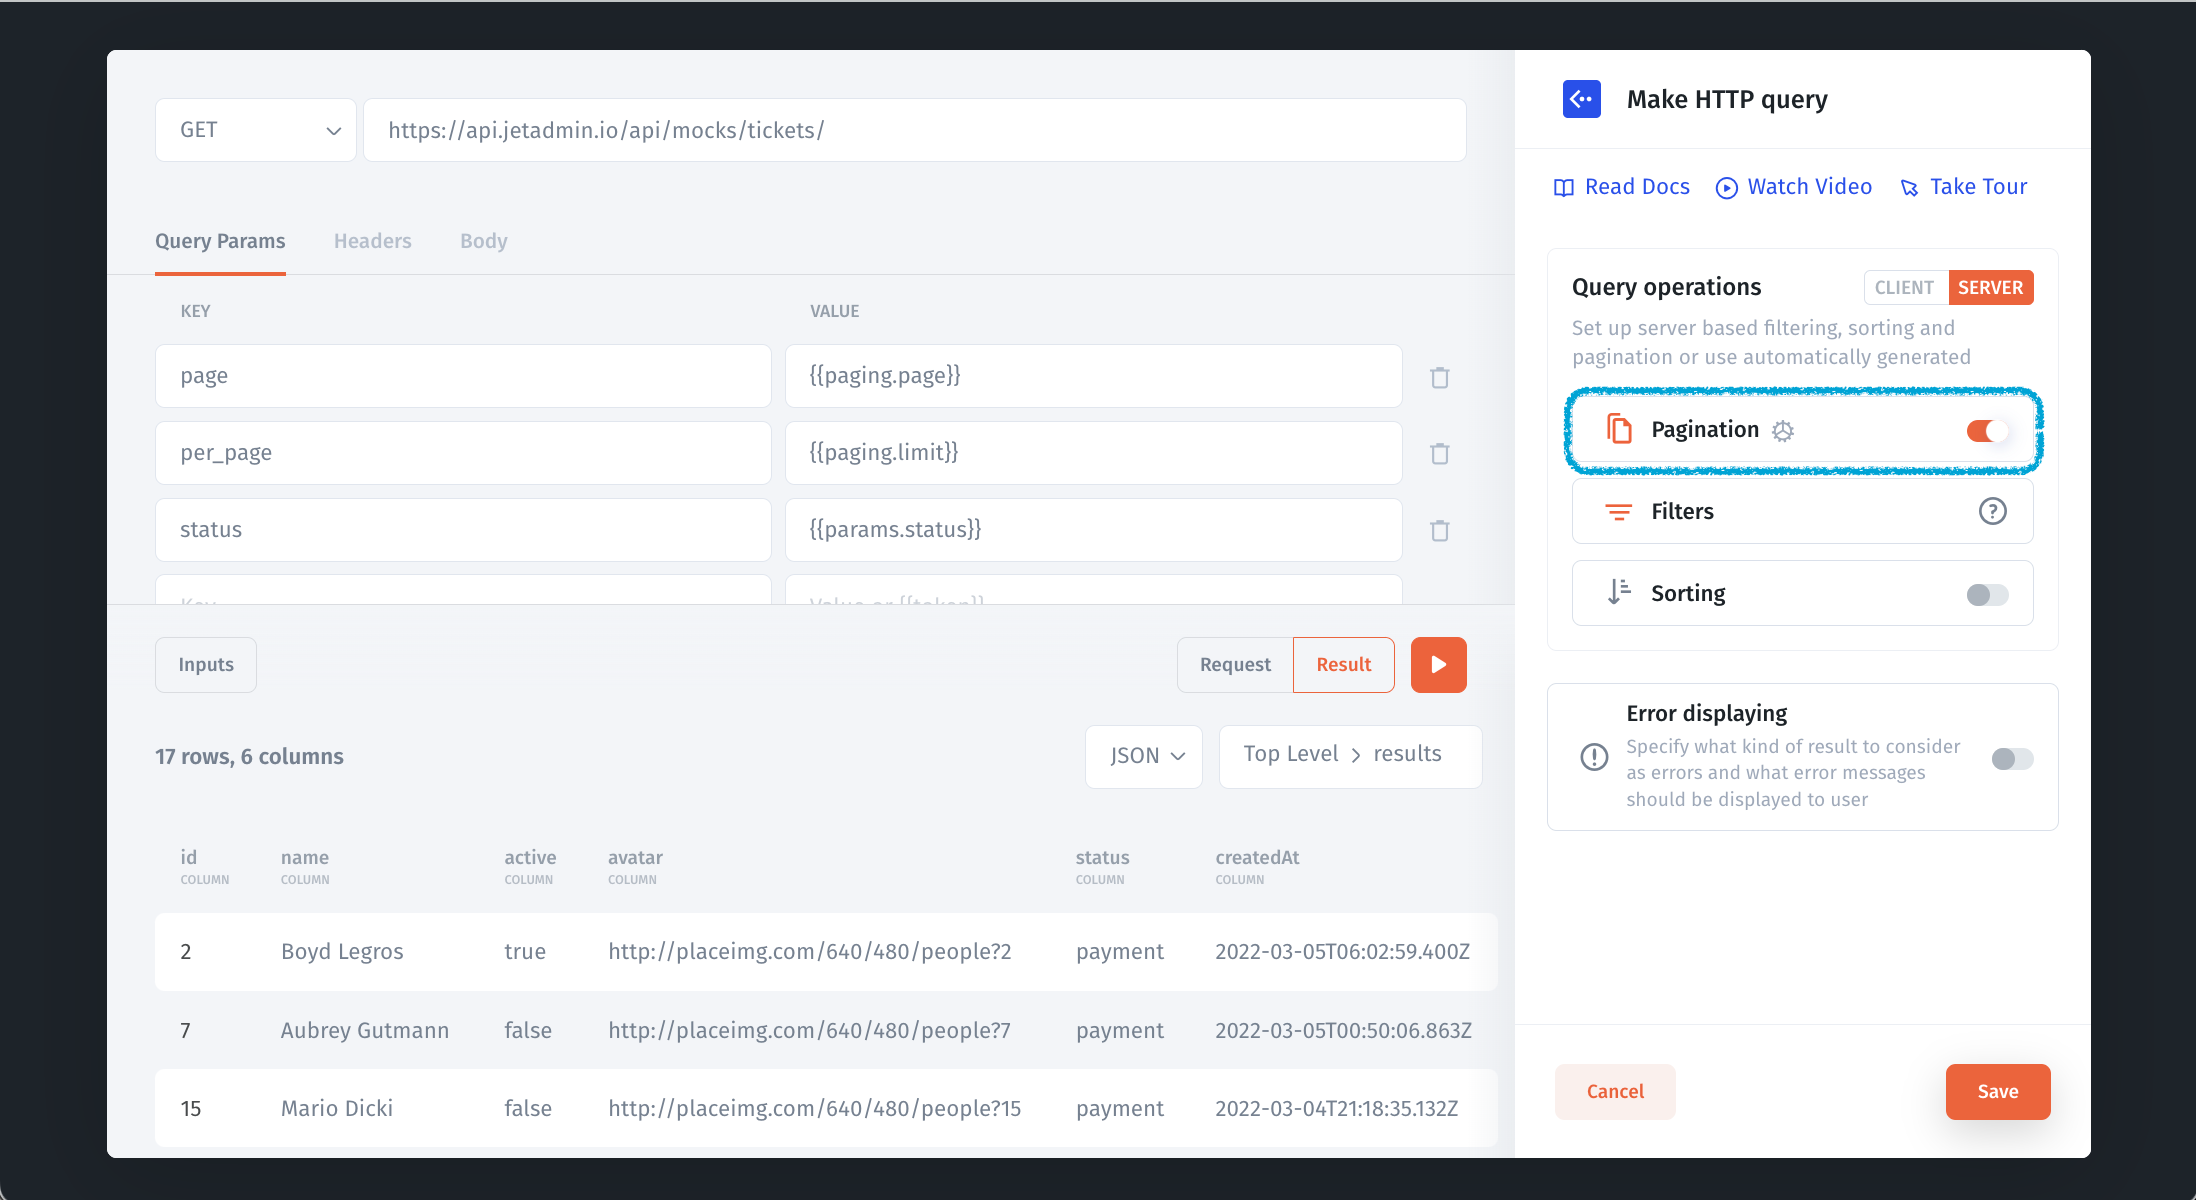 GET
https://api.jetadmin.io/api/mocks/tickets/
Query Params Headers Body
KEY VALUE
page {{paging.page}}
per_page {{paging.limit}}
status {{params.status}}
Key Value or {{token}}
Inputs
Request Result
17 rows, 6 columns
JSON
Top Level > results
id name active avatar status createdAt
COLUMN COLUMN COLUMN COLUMN COLUMN COLUMN
2 Boyd Legros true http://placeimg.com/640/480/people?2 payment 2022-03-05T06:02:59.400Z
7 Aubrey Gutmann false http://placeimg.com/640/480/people?7 payment 2022-03-05T00:50:06.863Z
15 Mario Dicki false http://placeimg.com/640/480/people?15 payment 2022-03-04T21:18:35.132Z
Make HTTP query
Read Docs Watch Video Take Tour
Query operations CLIENT SERVER
Set up server based filtering, sorting and
pagination or use automatically generated
Pagination
Filters
Sorting
Error displaying
Specify what kind of result to consider
as errors and what error messages
should be displayed to user
Cancel Save